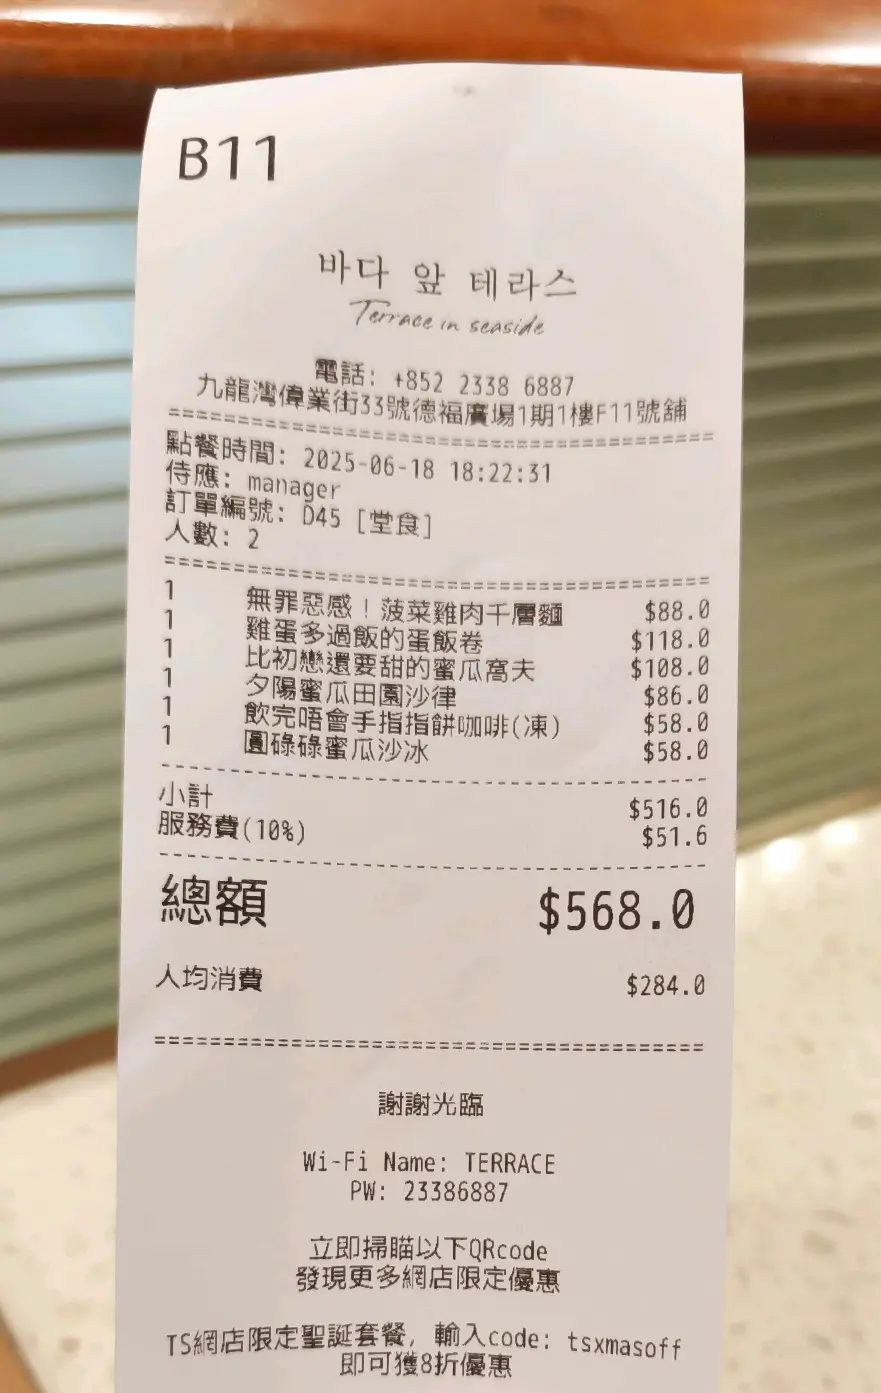 B11
바다 앞 테라스
Terrace in seaside
電話: +852 2338 6887
九龍灣偉業街33號德福廣場1期1樓F11號舖
========================================
點餐時間: 2025-06-18 18:22:31
侍應: manager
訂單編號: D45 [堂食]
人數: 2
========================================
1 無罪惡感！菠菜雞肉千層麵 $88.0
1 雞蛋多過飯的蛋飯卷 $118.0
1 比初戀還要甜的蜜瓜窩夫 $108.0
1 夕陽蜜瓜田園沙律 $86.0
1 飲完唔會手指指餅咖啡(凍) $58.0
1 圓碌碌蜜瓜沙冰 $58.0
----------------------------------------
小計 $516.0
服務費(10%) $51.6
----------------------------------------
總額 $568.0
人均消費 $284.0
========================================
謝謝光臨
Wi-Fi Name: TERRACE
PW: 23386887
立即掃瞄以下QRcode
發現更多網店限定優惠
TS網店限定聖誕套餐, 輸入code: tsxmasoff
即可獲8折優惠